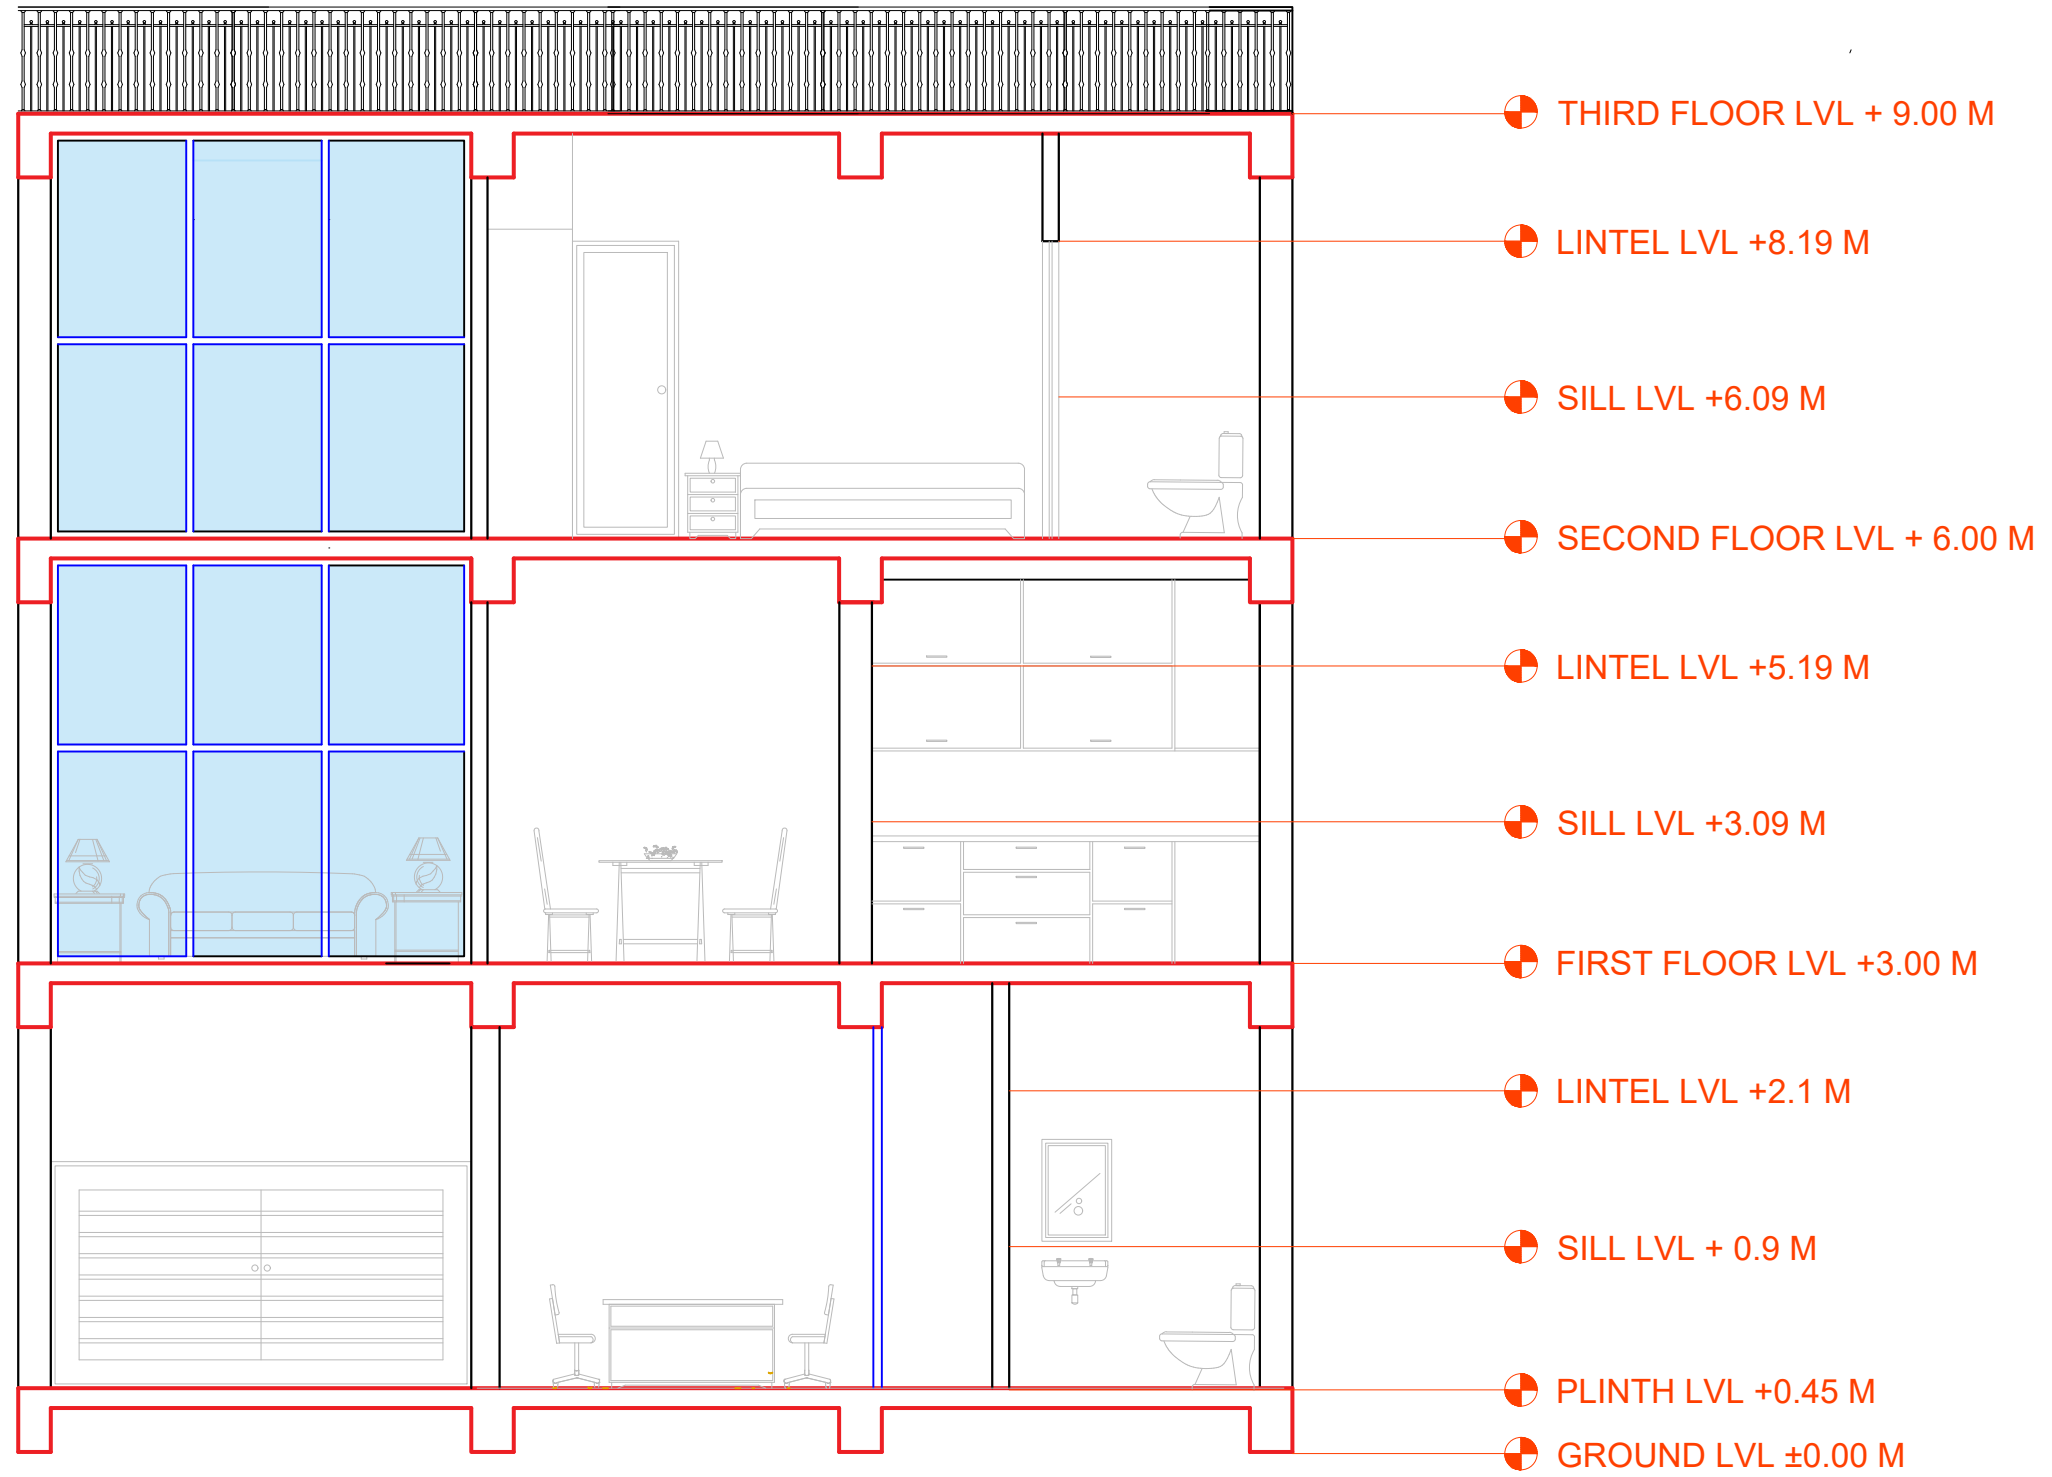 THIRD FLOOR LVL + 9.00 M
LINTEL LVL +8.19 M
SILL LVL +6.09 M
SECOND FLOOR LVL + 6.00 M
LINTEL LVL +5.19 M
SILL LVL +3.09 M
FIRST FLOOR LVL +3.00 M
LINTEL LVL +2.1 M
SILL LVL + 0.9 M
PLINTH LVL +0.45 M
GROUND LVL ±0.00 M